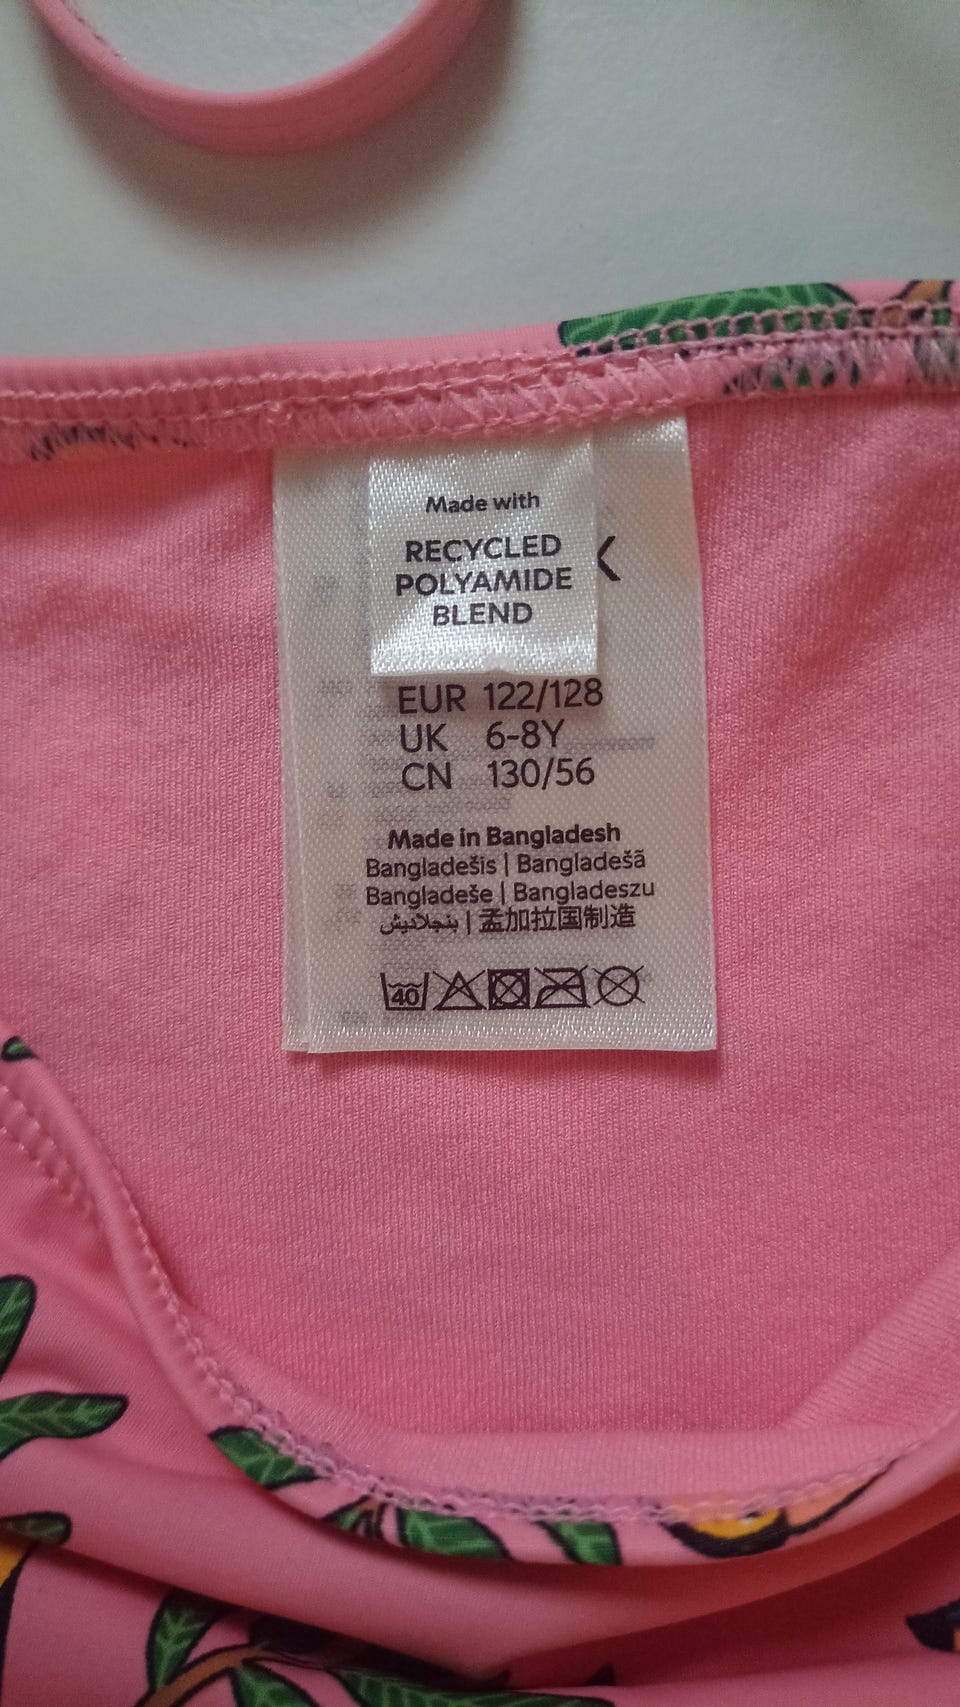 Made with
RECYCLED
POLYAMIDE
BLEND
EUR 122/128
UK 6-8Y
CN 130/56
Made in Bangladesh
Bangladešis | Bangladešā
Bangladeše | Bangladeszu
بنجلاديش | 孟加拉国制造
40